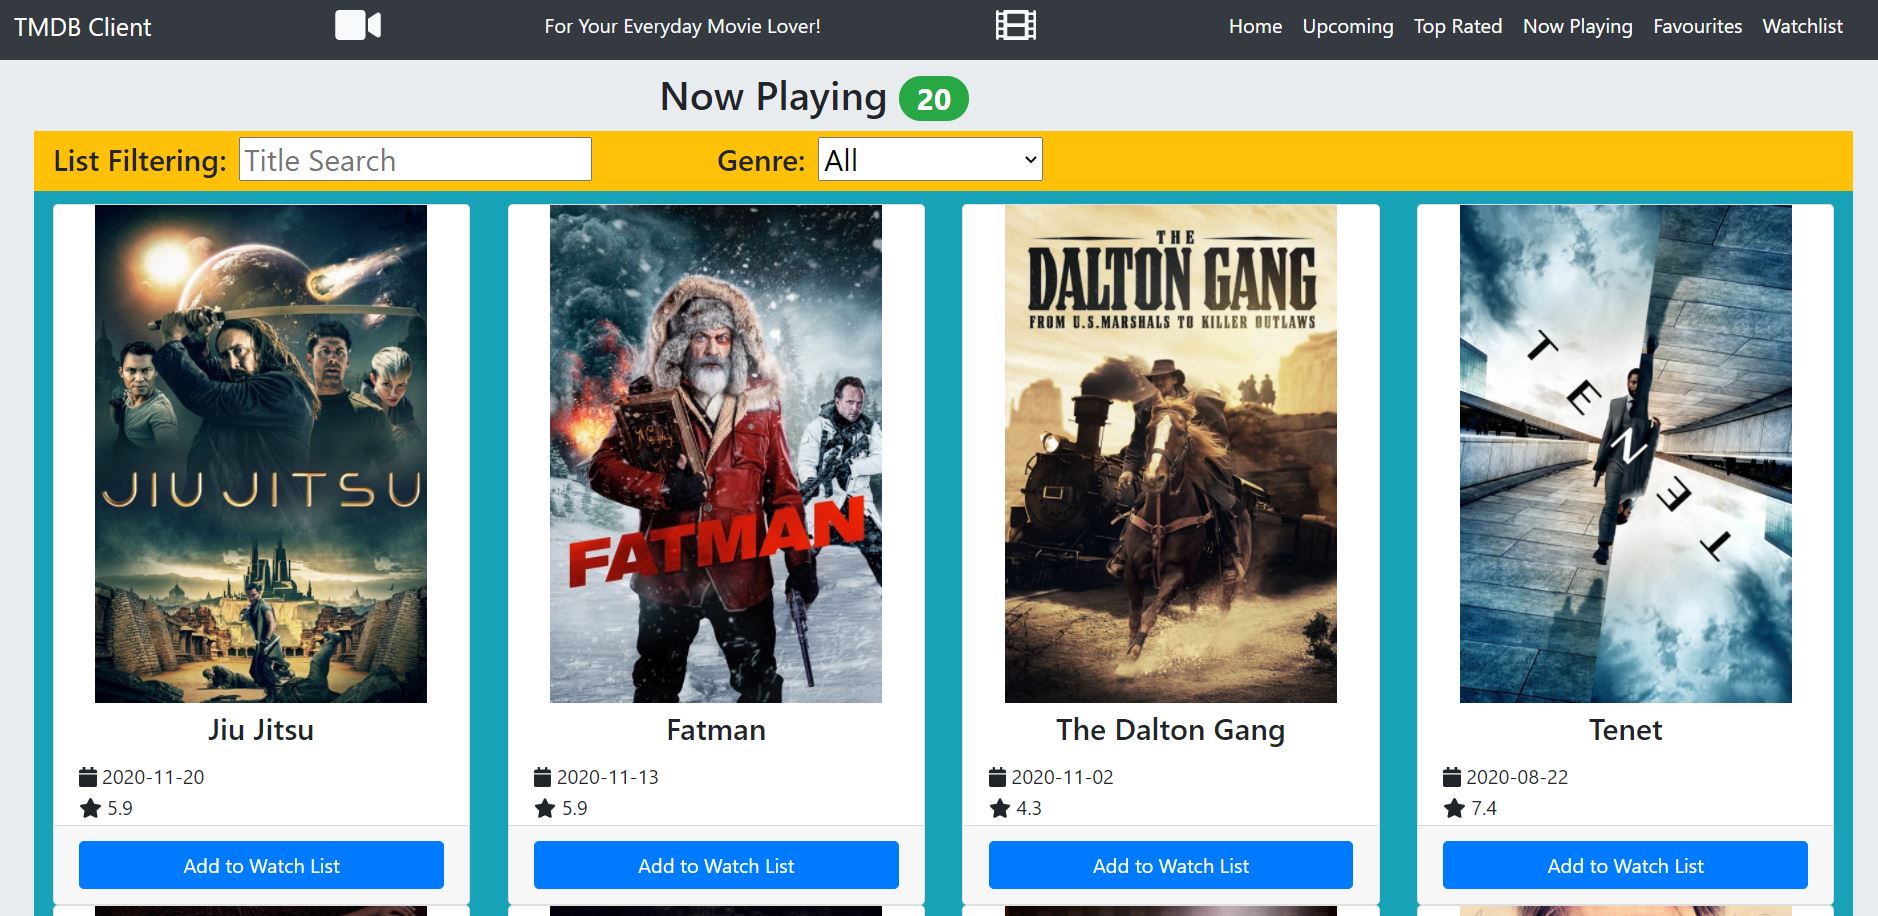 TMDB Client For Your Everyday Movie Lover! Home Upcoming Top Rated Now Playing Favourites Watchlist
Now Playing 20
List Filtering: Title Search Genre: All
THE
DALTON GANG
FROM U.S.MARSHALS TO KILLER OUTLAWS
JIU JITSU
FATMAN
TENET
Jiu Jitsu Fatman The Dalton Gang Tenet
2020-11-20 2020-11-13 2020-11-02 2020-08-22
5.9 5.9 4.3 7.4
Add to Watch List Add to Watch List Add to Watch List Add to Watch List